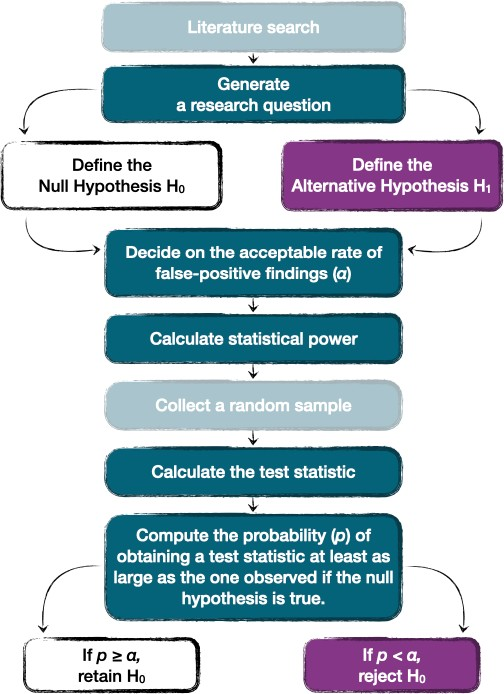 Literature search
Generate
a research question
Define the
Null Hypothesis H₀
Define the
Alternative Hypothesis H₁
Decide on the acceptable rate of
false-positive findings (α)
Calculate statistical power
Collect a random sample
Calculate the test statistic
Compute the probability (p) of
obtaining a test statistic at least as
large as the one observed if the null
hypothesis is true.
If p ≥ α,
retain H₀
If p < α,
reject H₀